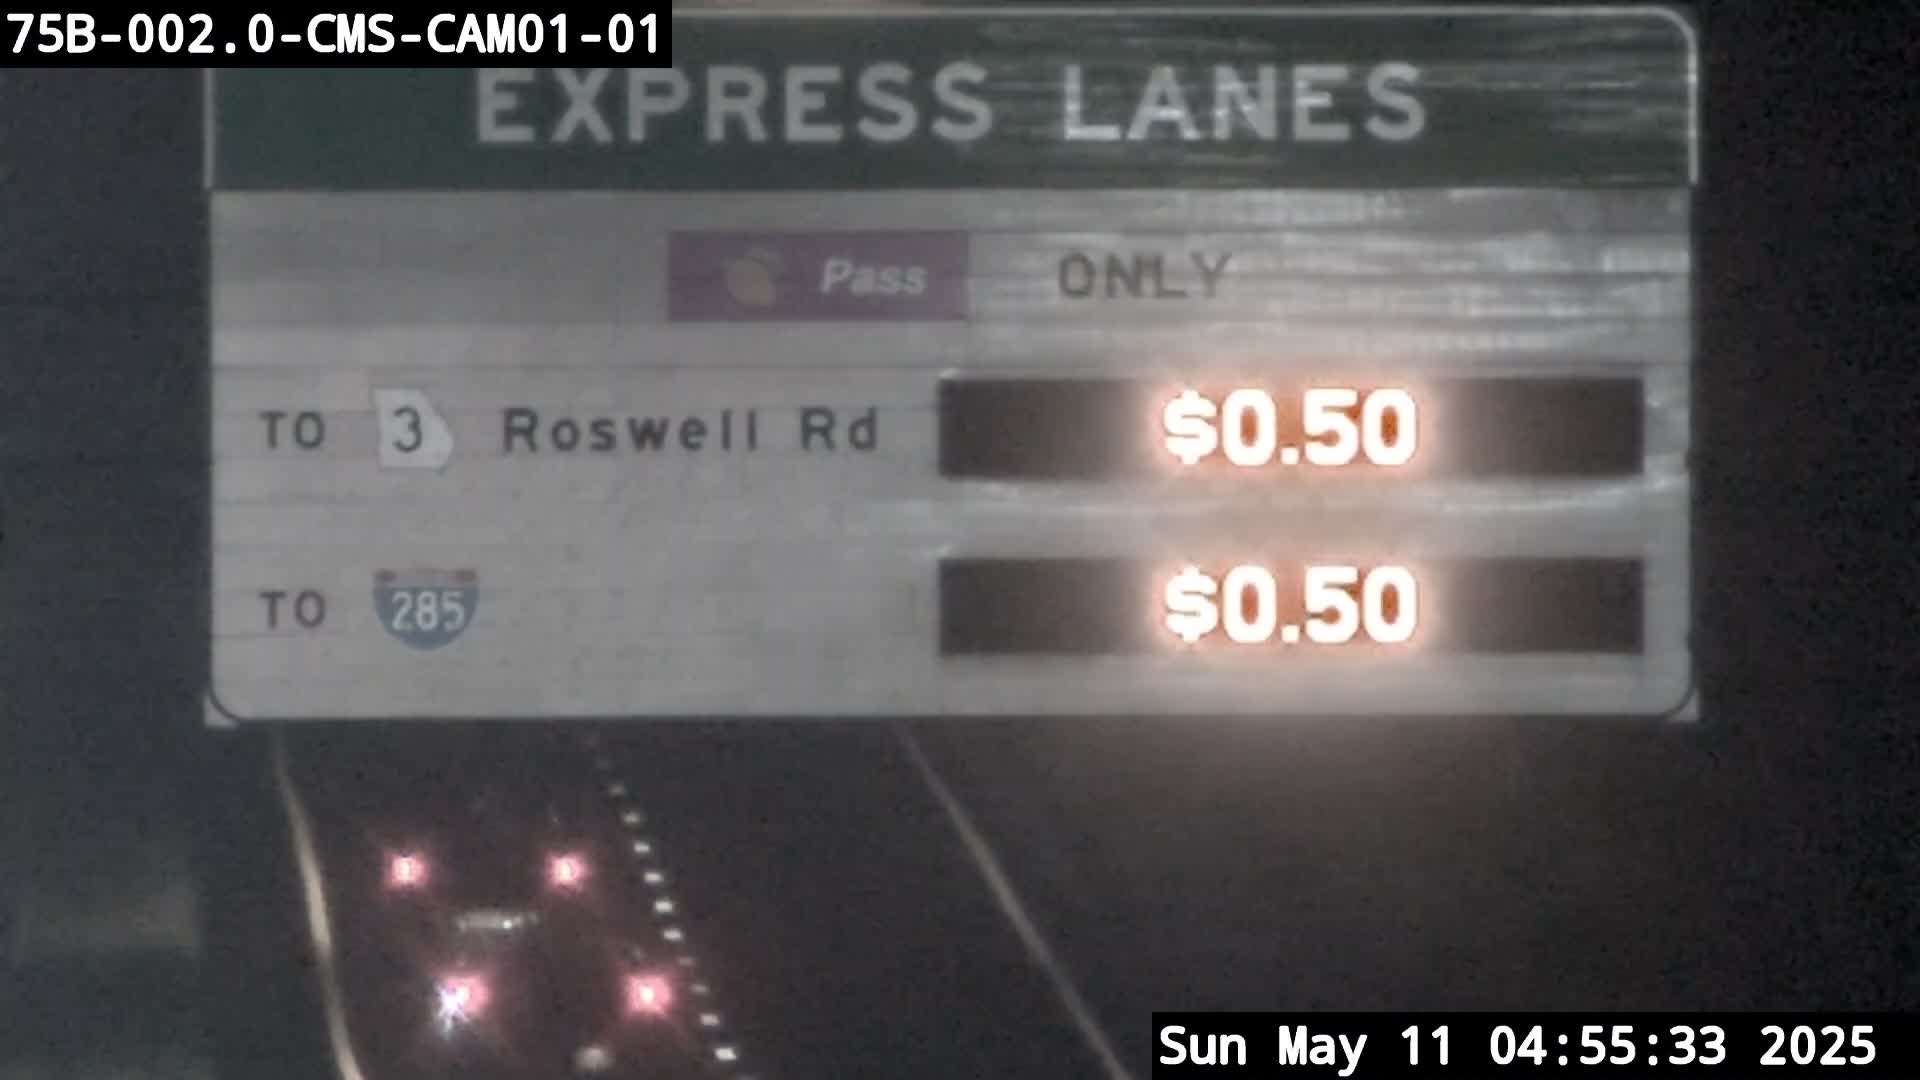 75B-002.0-CMS-CAM01-01
EXPRESS LANES
Pass ONLY
TO 3 Roswell Rd $0.50
TO 285 $0.50
Sun May 11 04:55:33 2025